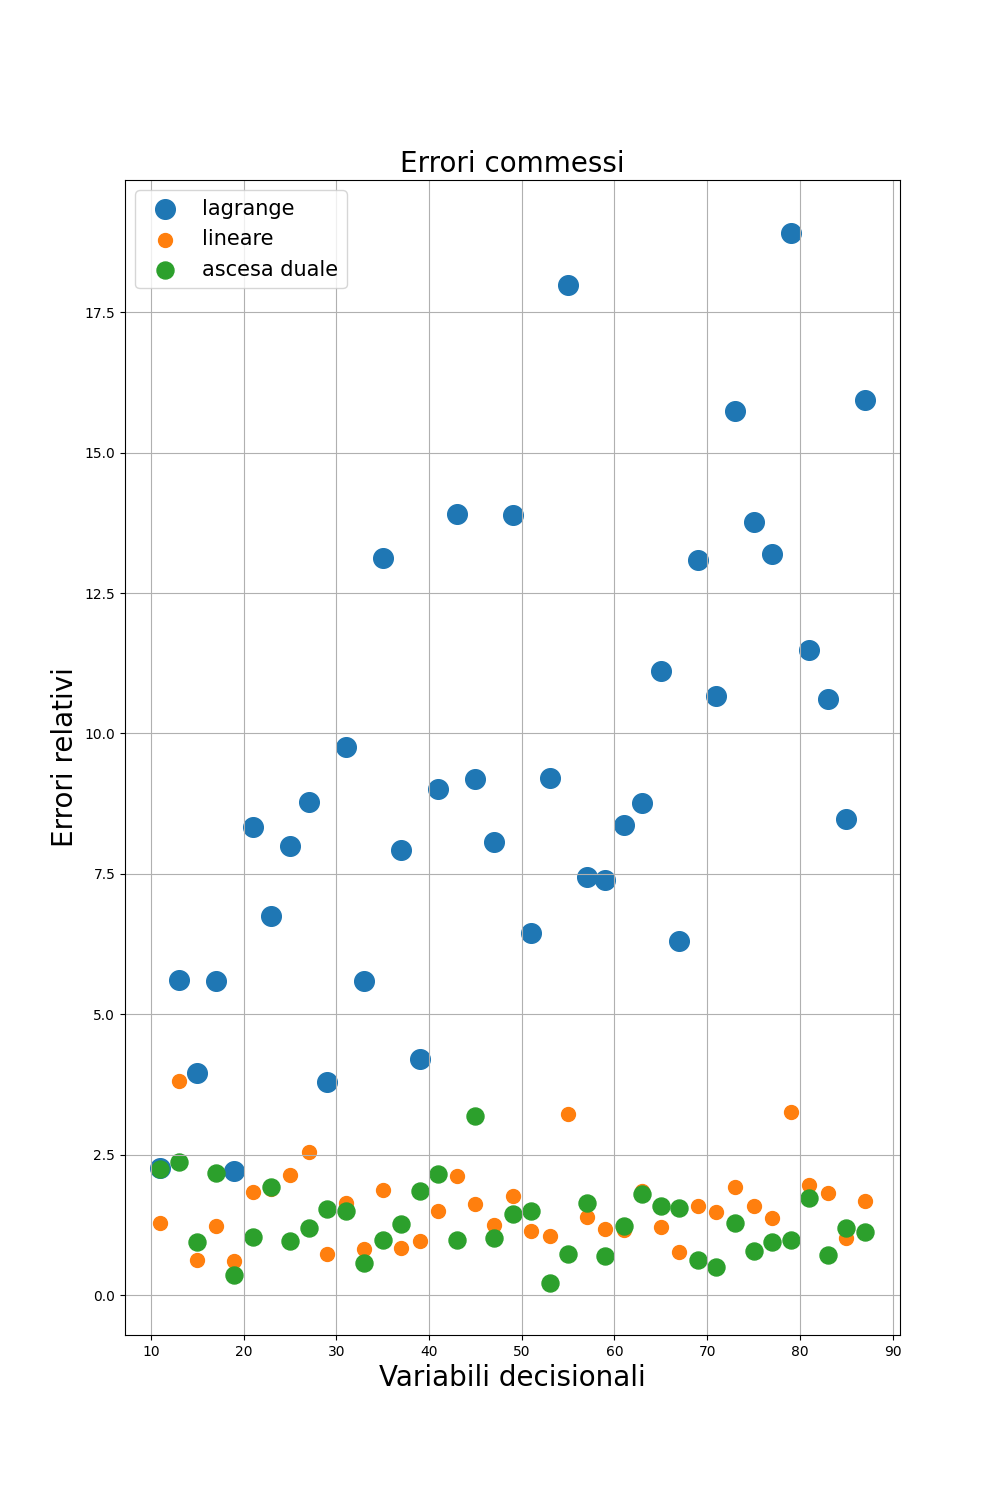 Errori commessi
lagrange
lineare
ascesa duale
17.5
15.0
12.5
10.0
7.5
5.0
2.5
0.0
Errori relativi
10 20 30 40 50 60 70 80 90
Variabili decisionali